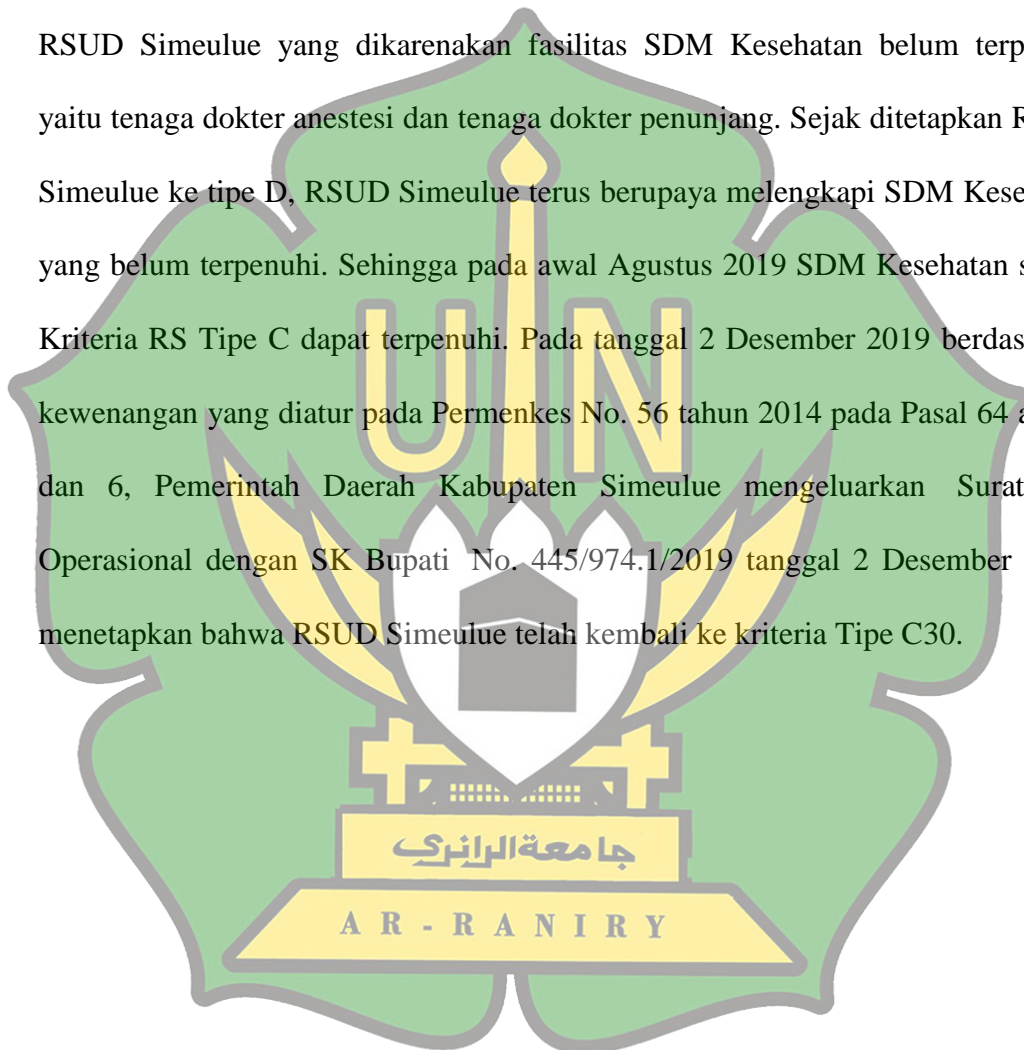 RSUD Simeulue yang dikarenakan fasilitas SDM Kesehatan belum
yaitu tenaga dokter anestesi dan tenaga dokter penunjang. Sejak ditetapkan
Simeulue ke tipe D, RSUD Simeulue terus berupaya melengkapi SDM
yang belum terpenuhi. Sehingga pada awal Agustus 2019 SDM Kesehatan
Kriteria RS Tipe C dapat terpenuhi. Pada tanggal 2 Desember 2019
kewenangan yang diatur pada Permenkes No. 56 tahun 2014 pada Pasal 64
dan 6, Pemerintah Daerah Kabupaten Simeulue mengeluarkan Surat
Operasional dengan SK Bupati No. 445/974.1/2019 tanggal 2 Desember
menetapkan bahwa RSUD Simeulue telah kembali ke kriteria Tipe C30.
UIN
جامعة الرانري
AR-RANIRY